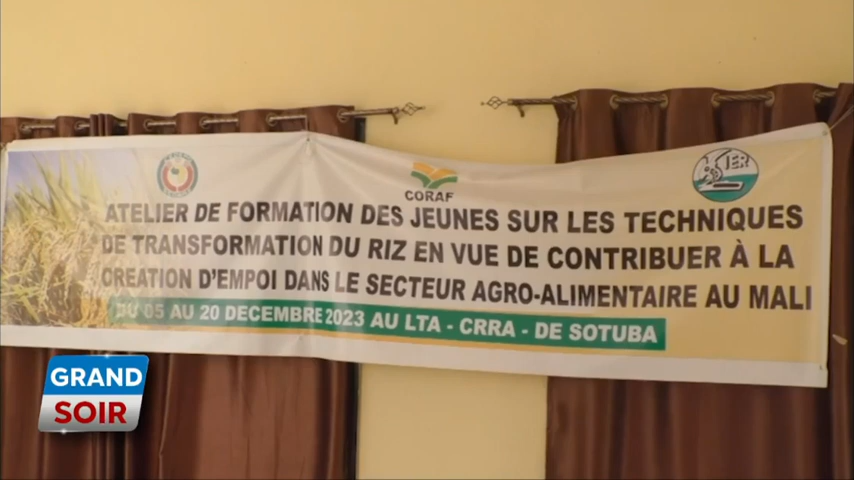 CORAF
IER
ATELIER DE FORMATION DES JEUNES SUR LES TECHNIQUES
DE TRANSFORMATION DU RIZ EN VUE DE CONTRIBUER À LA
CREATION D'EMPOI DANS LE SECTEUR AGRO-ALIMENTAIRE AU MALI
DU 05 AU 20 DECEMBRE 2023 AU LTA - CRRA - DE SOTUBA
GRAND
SOIR